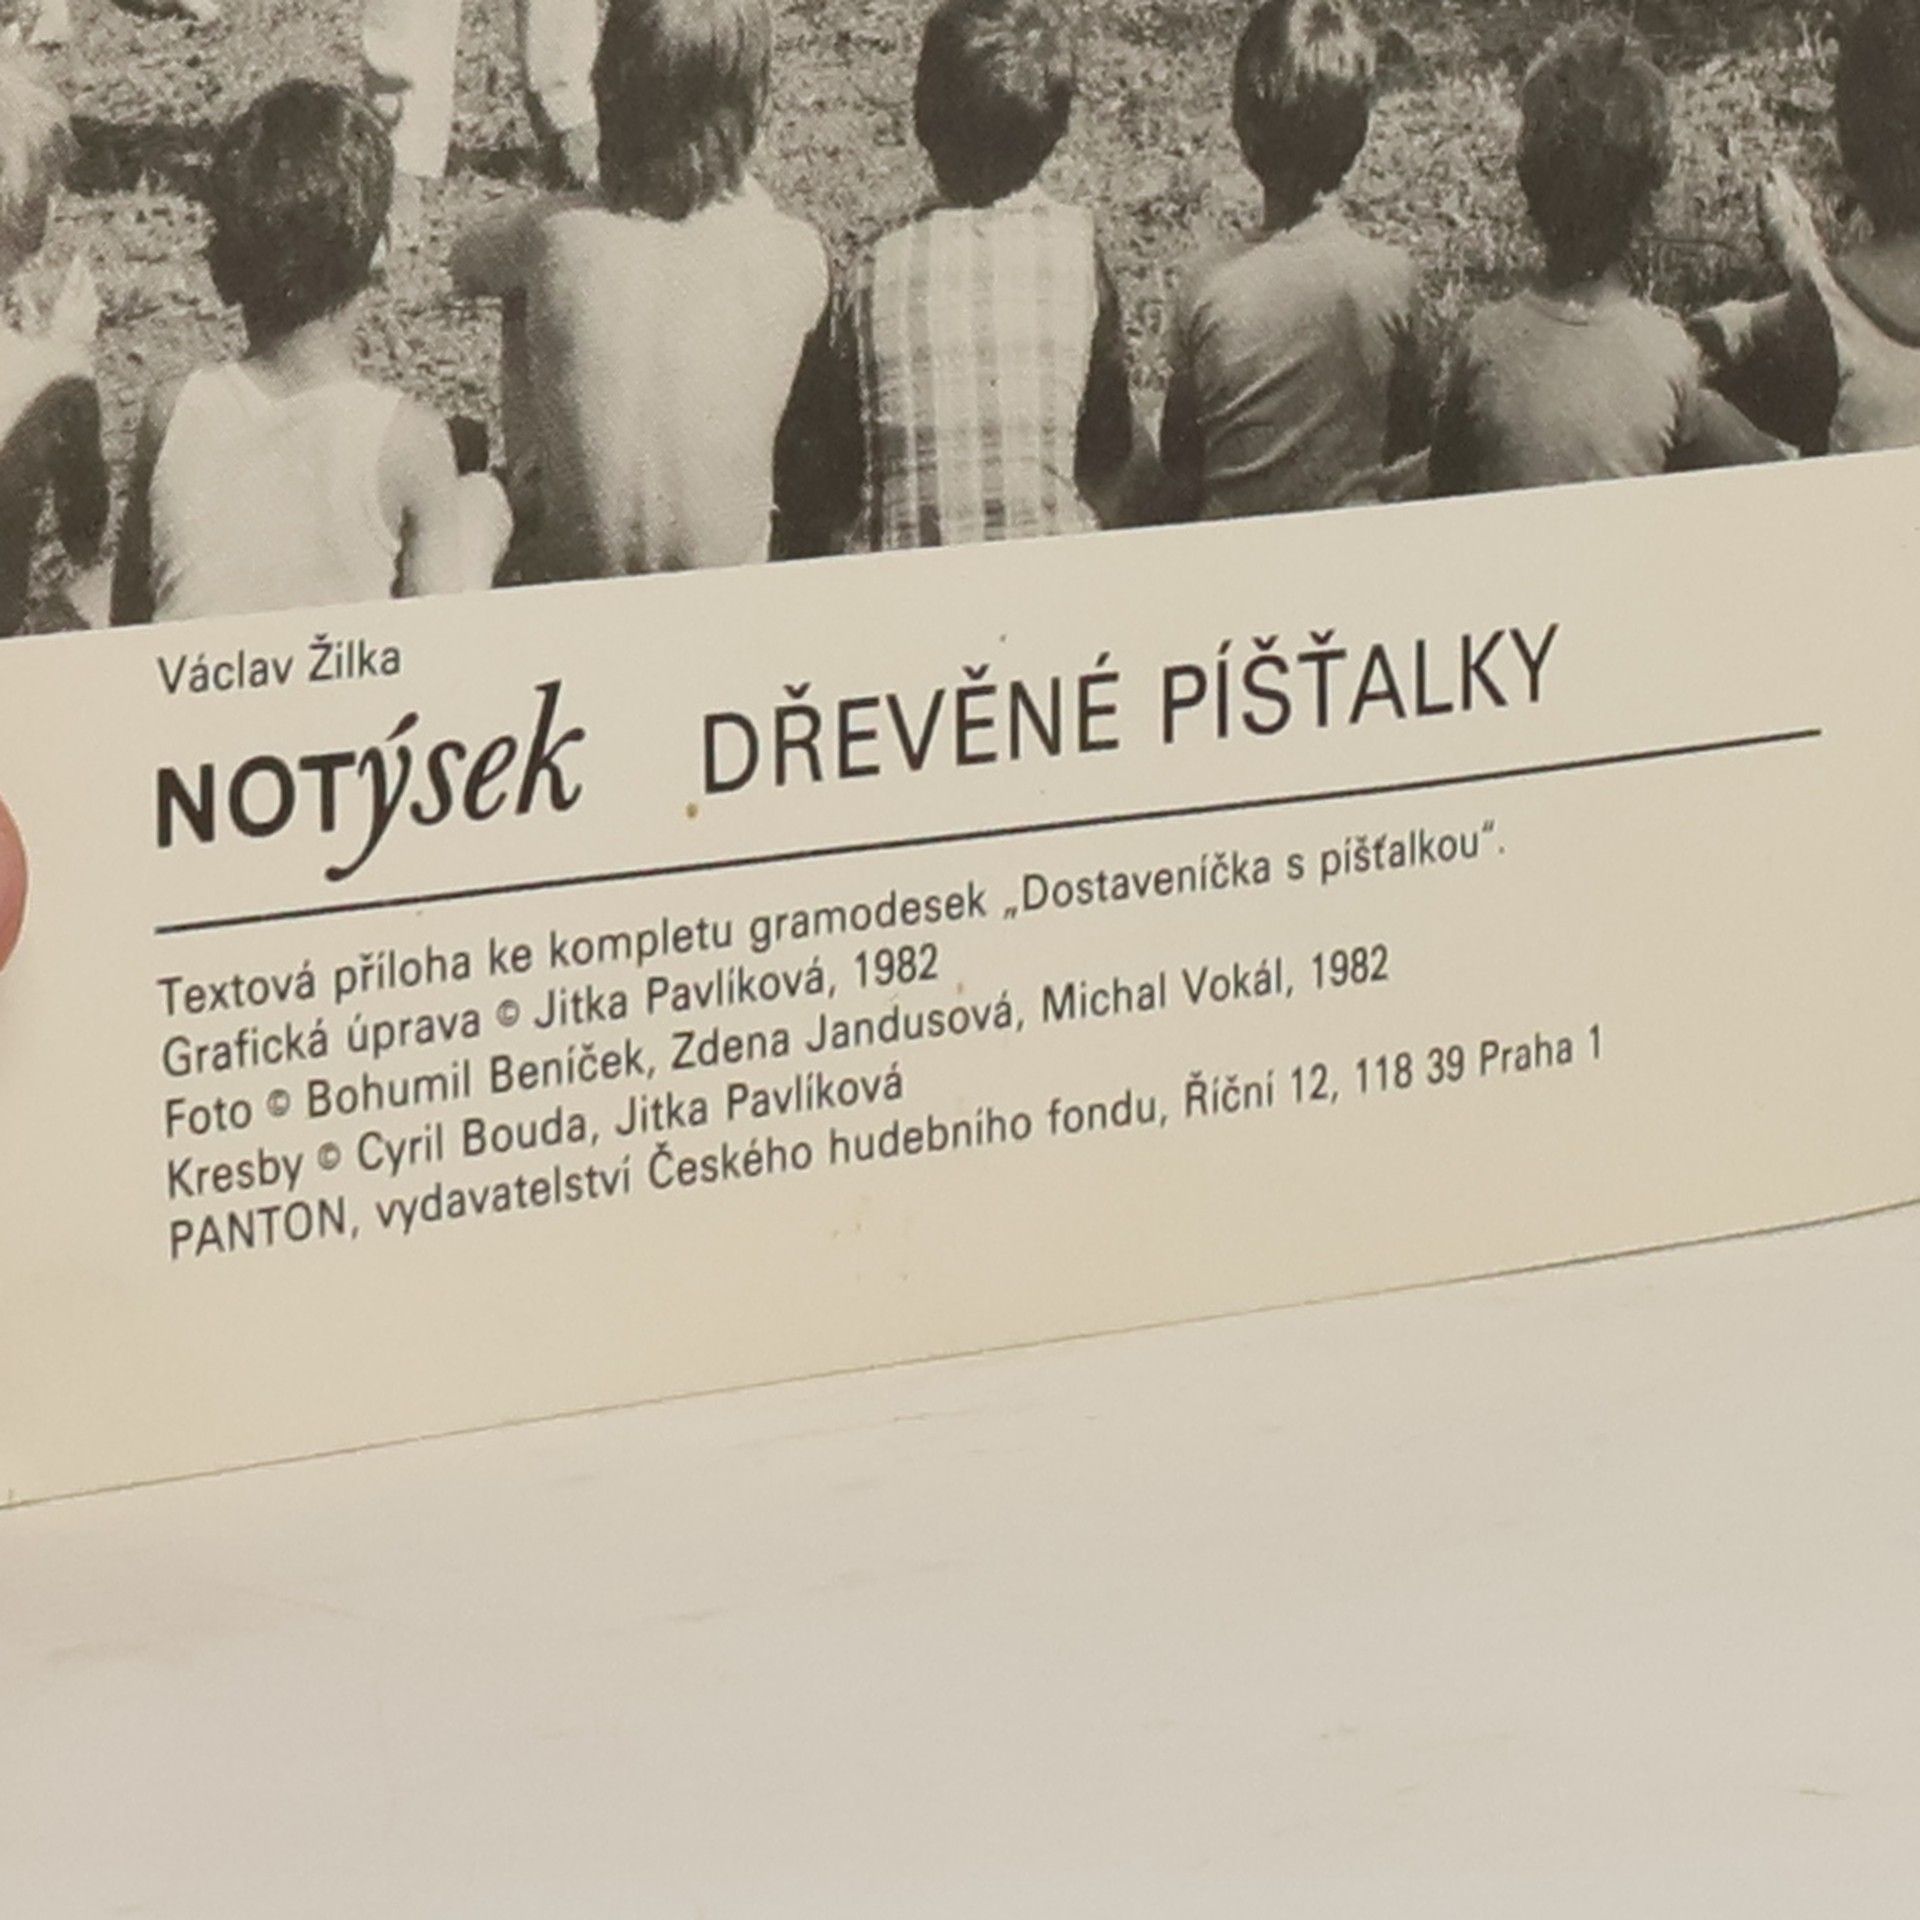 Václav Žilka
NOTýsek DŘEVĚNÉ PÍŠŤALKY
Textová příloha ke kompletu gramodesek „Dostaveníčka s píšťalkou“.
Grafická úprava © Jitka Pavlíková, 1982
Foto © Bohumil Beníček, Zdena Jandusová, Michal Vokál, 1982
Kresby © Cyril Bouda, Jitka Pavlíková
PANTON, vydavatelství Českého hudebního fondu, Říční 12, 118 39 Praha 1